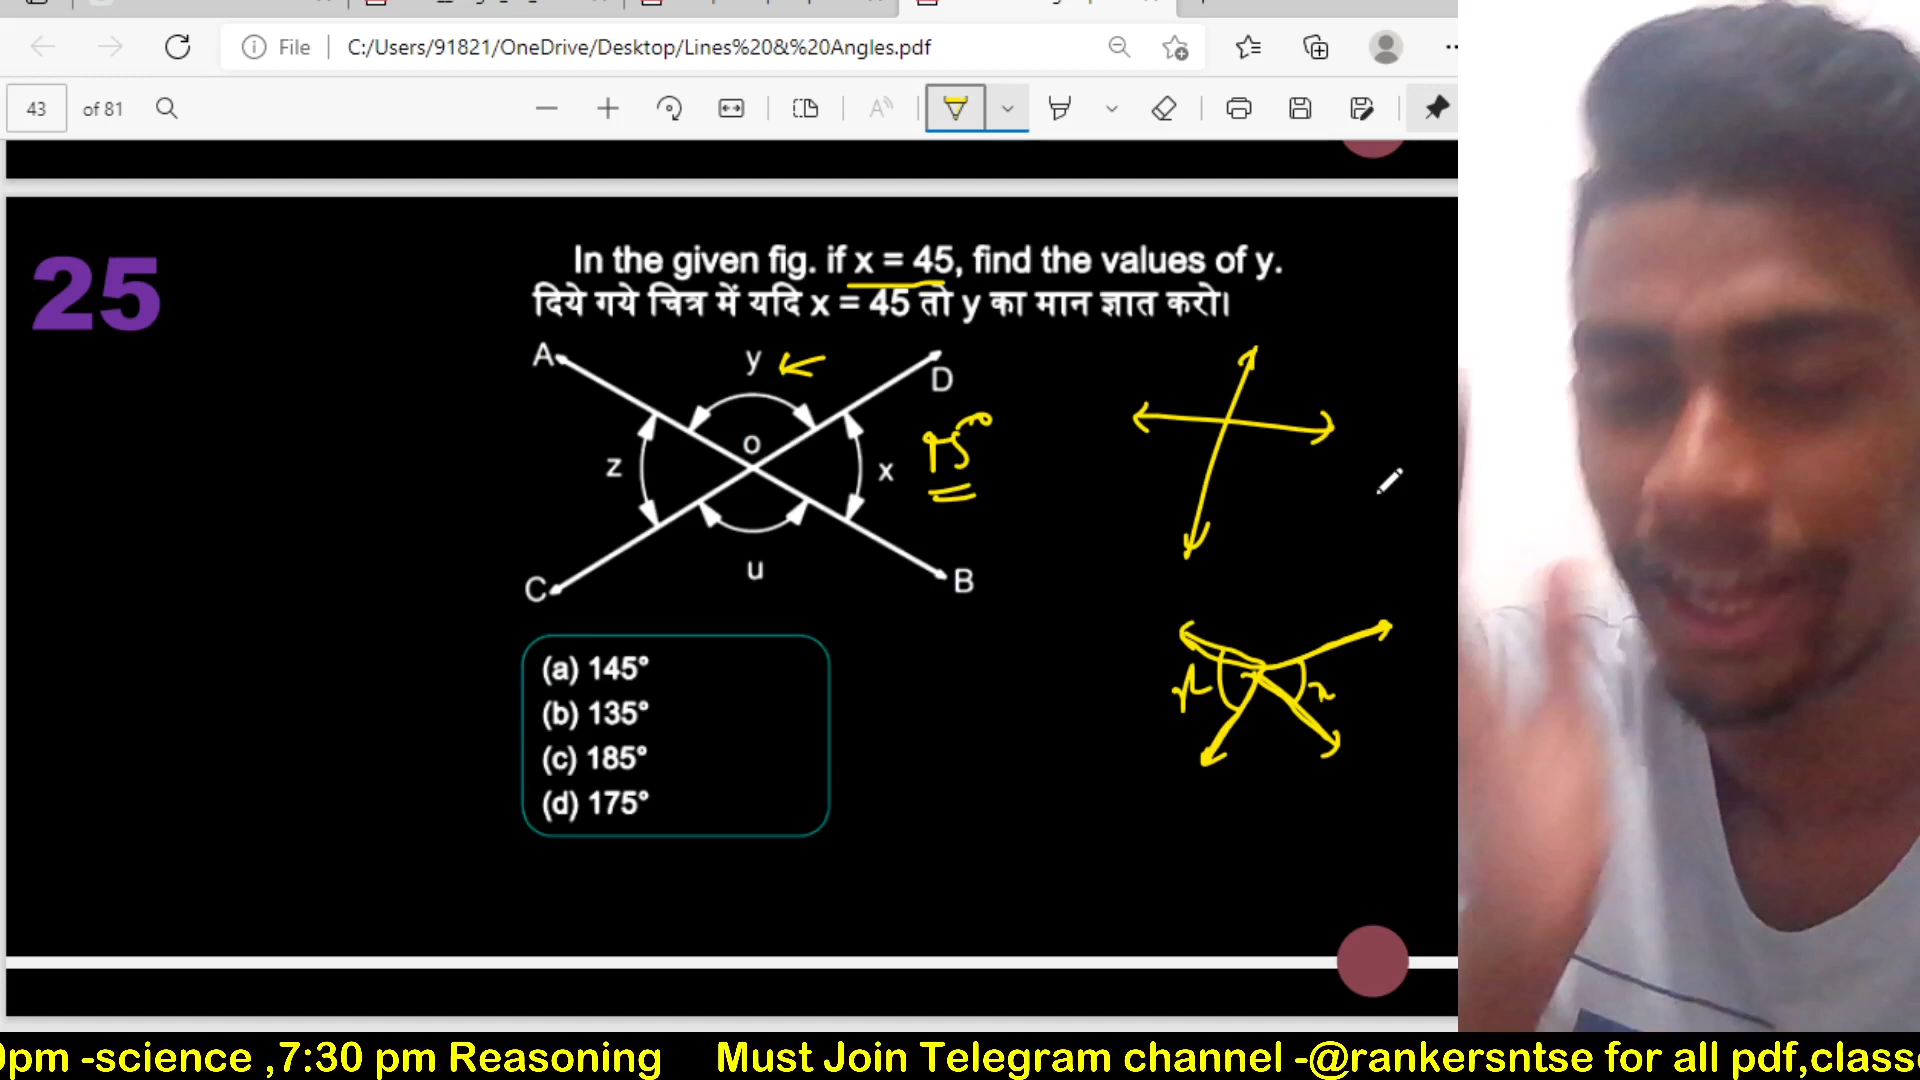 File C:/Users/91821/OneDrive/Desktop/Lines%20&%20Angles.pdf
43 of 81
25
In the given fig. if x = 45, find the values of y.
दिये गये चित्र में यदि x = 45 तो y का मान ज्ञात करो।
A y D
o
z x
u
C B
x
(a) 145°
(b) 135°
(c) 185°
(d) 175°
pm -science ,7:30 pm Reasoning Must Join Telegram channel -@rankersntse for all pdf,classe